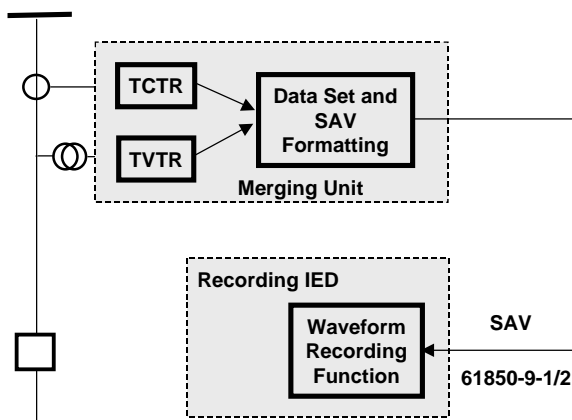 TCTR
TVTR
Data Set and
SAV
Formatting
Merging Unit
Recording IED
Waveform
Recording
Function
SAV
61850-9-1/2